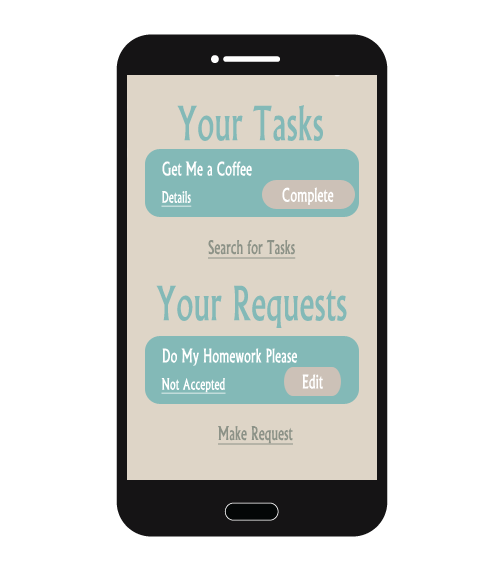 Your Tasks
Get Me a Coffee
Details
Complete
Search for Tasks
Your Requests
Do My Homework Please
Not Accepted
Edit
Make Request